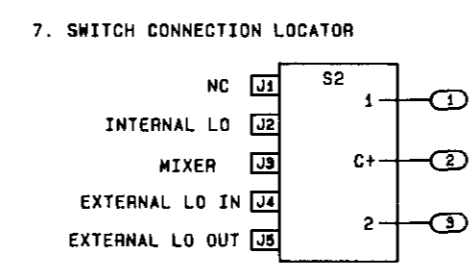 7. SWITCH CONNECTION LOCATOR
S2
NC J1
1 1
INTERNAL LO J2
MIXER J3
C+ 2
EXTERNAL LO IN J4
2 3
EXTERNAL LO OUT J5